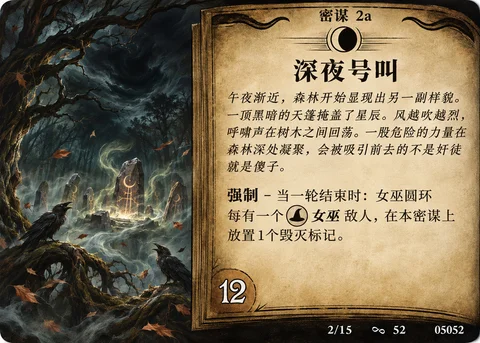 密谋 2a
深夜号叫
午夜渐近，森林开始显现出另一副样貌。
一顶黑暗的天篷掩盖了星辰。风越吹越烈，
呼啸声在树木之间回荡。一股危险的力量在
森林深处凝聚，会被吸引前去的不是奸徒
就是傻子。
强制 – 当一轮结束时：女巫圆环
每有一个 女巫 敌人，在本密谋上
放置1个毁灭标记。
12
2/15 52 05052